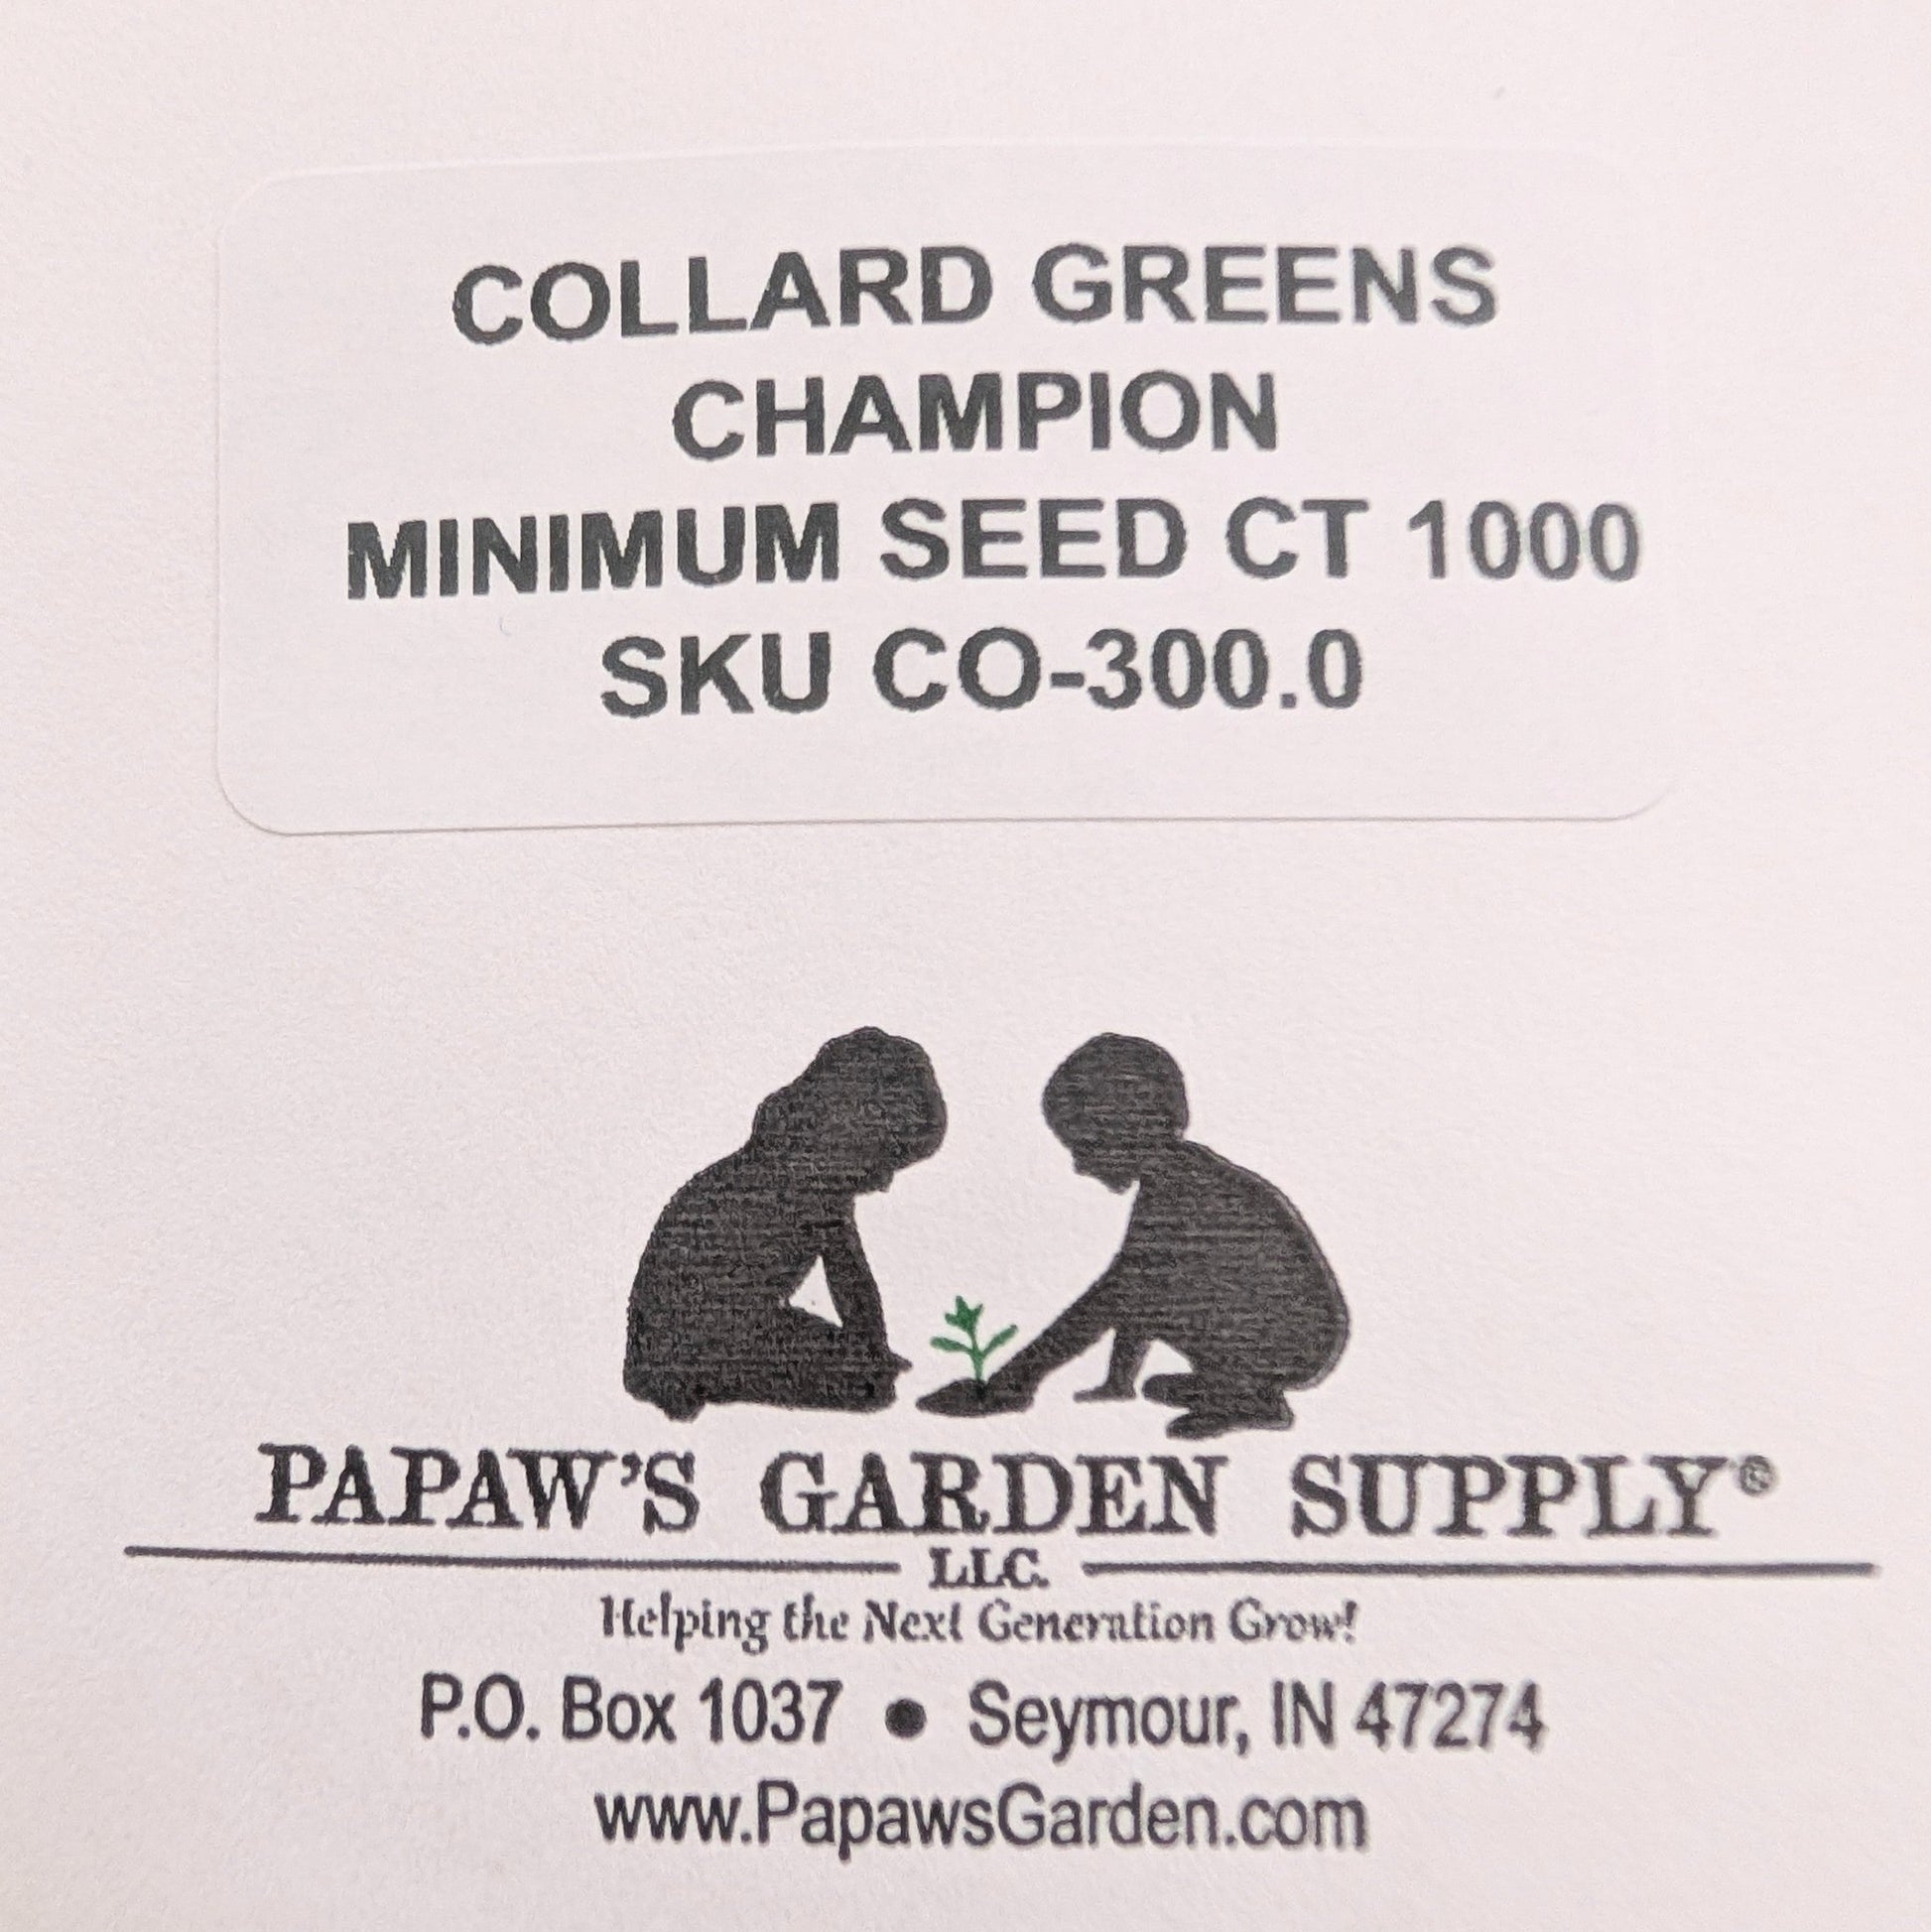 COLLARD GREENS
CHAMPION
MINIMUM SEED CT 1000
SKU CO-300.0
PAPAW'S GARDEN SUPPLY®
LLC.
Helping the Next Generation Grow!
P.O. Box 1037 • Seymour, IN 47274
www.PapawsGarden.com